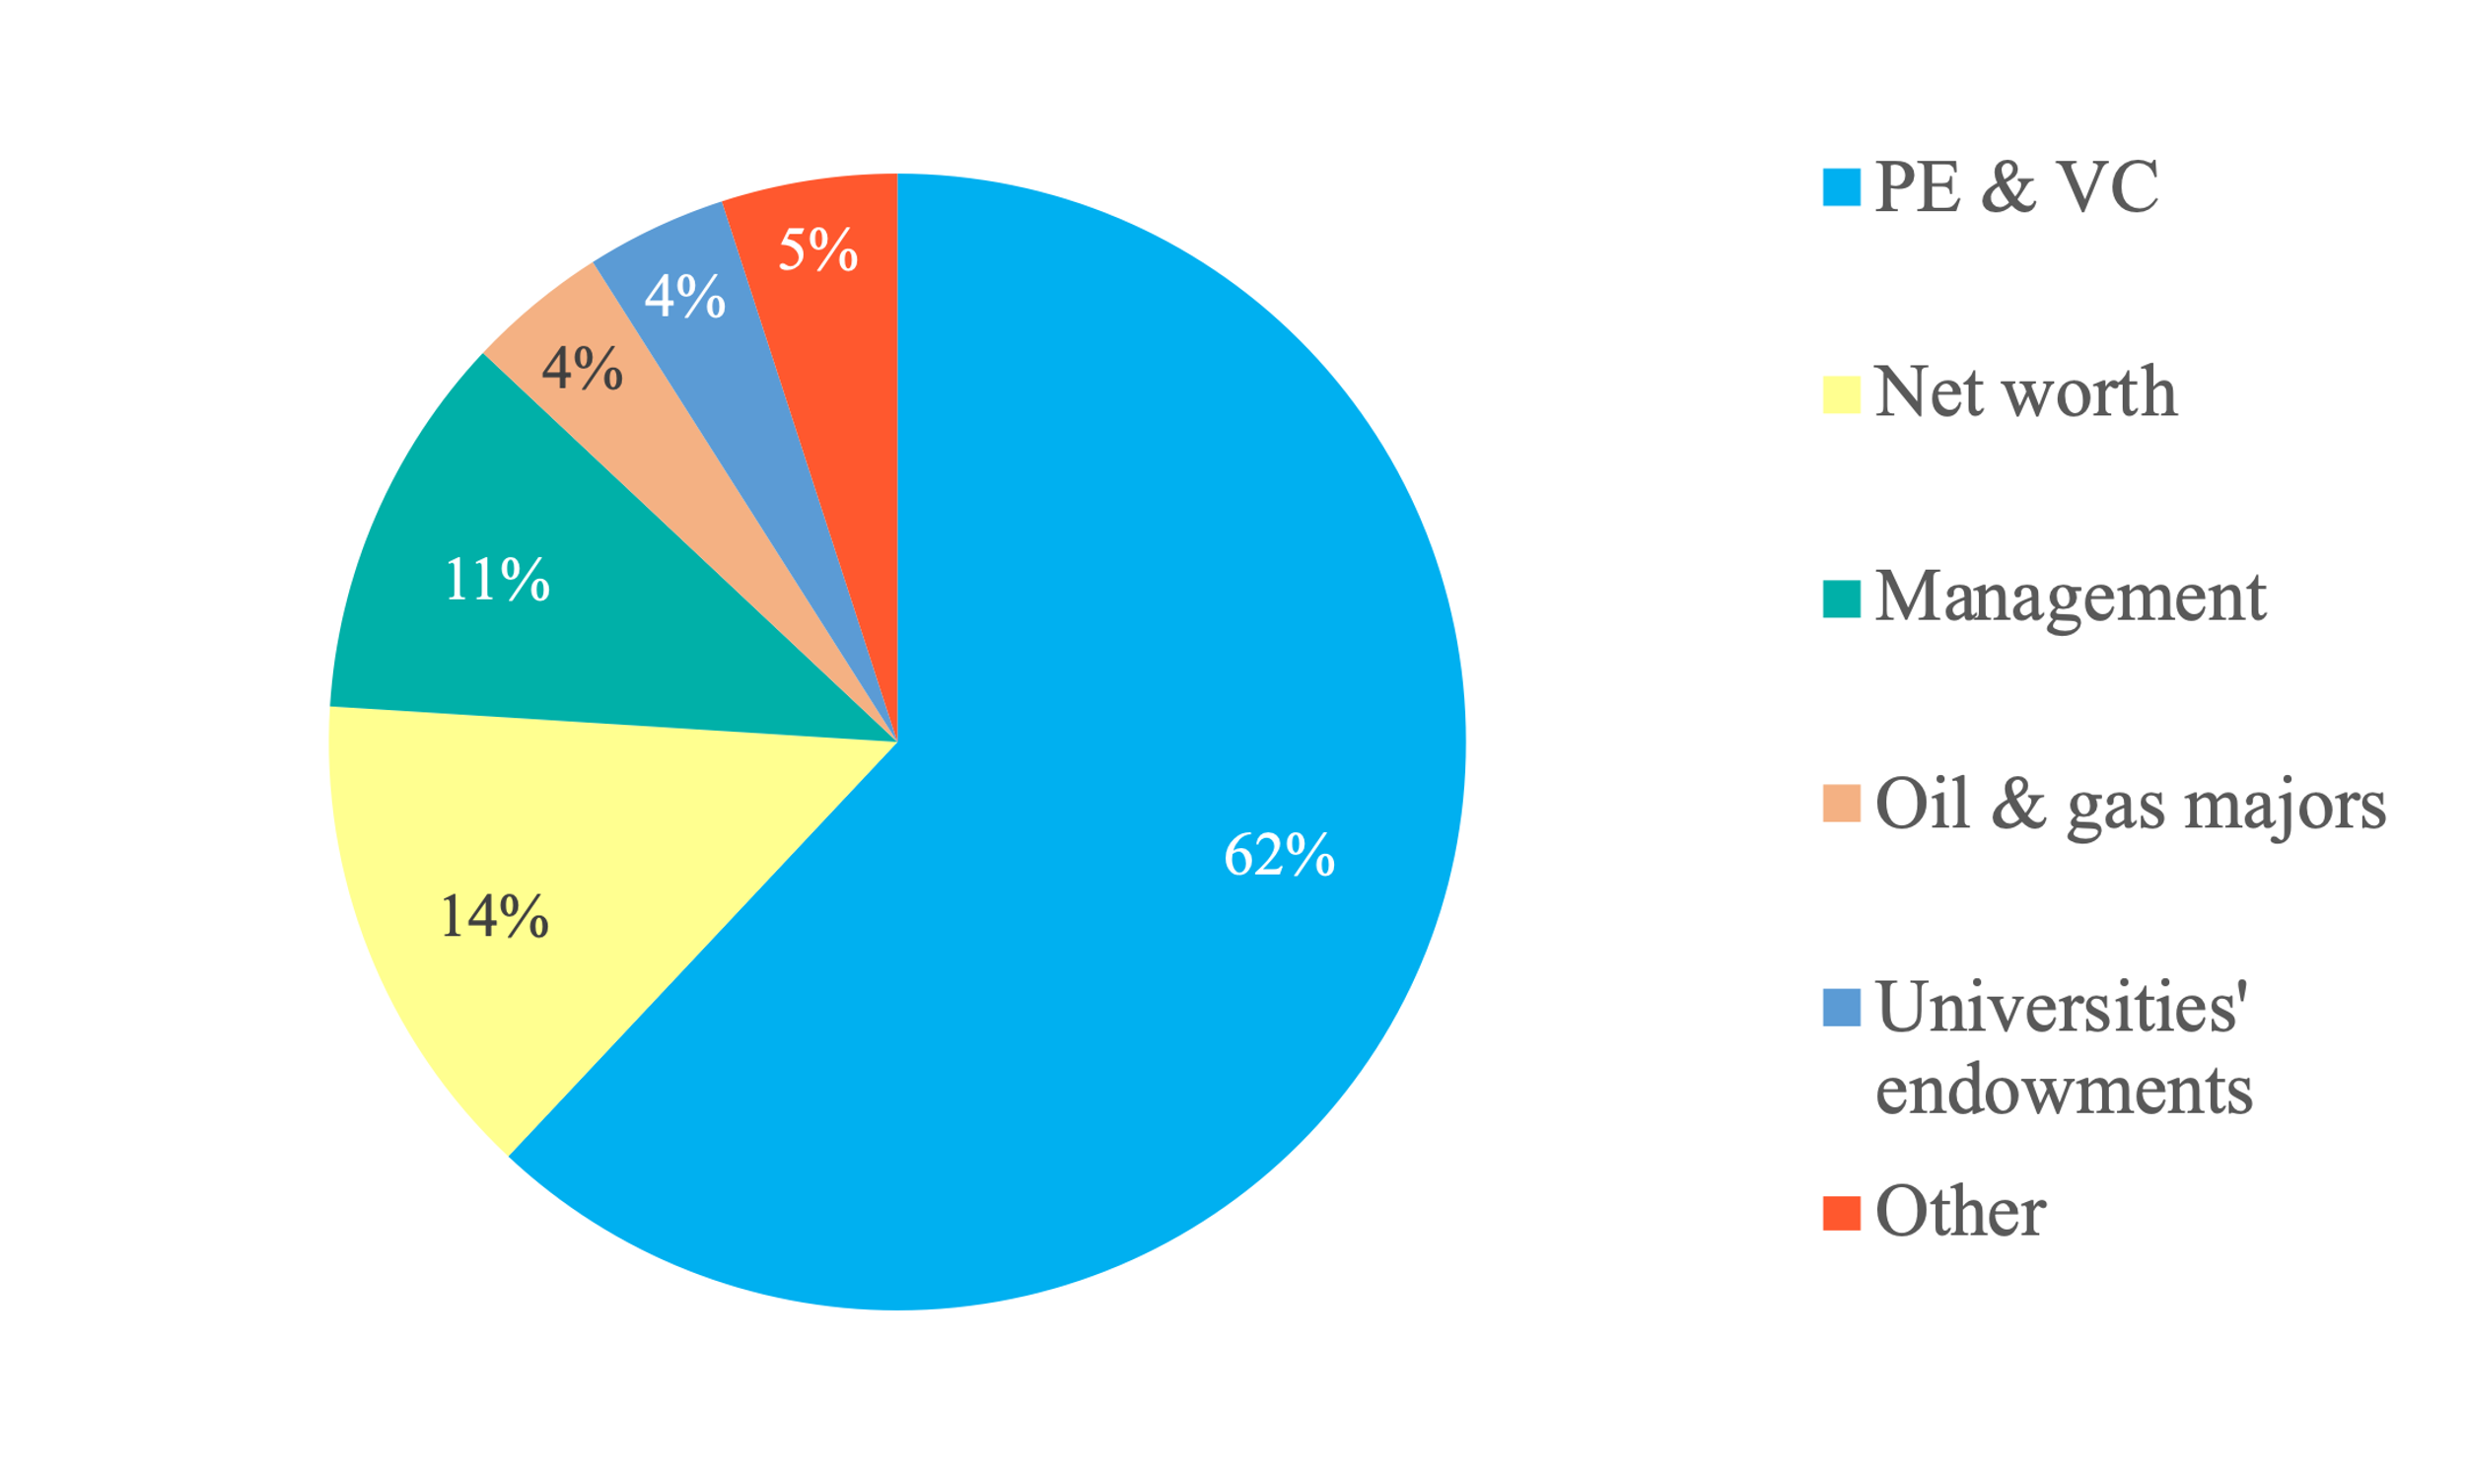 5%
4%
4%
11%
62%
14%
PE & VC
Net worth
Management
Oil & gas majors
Universities'
endowments
Other